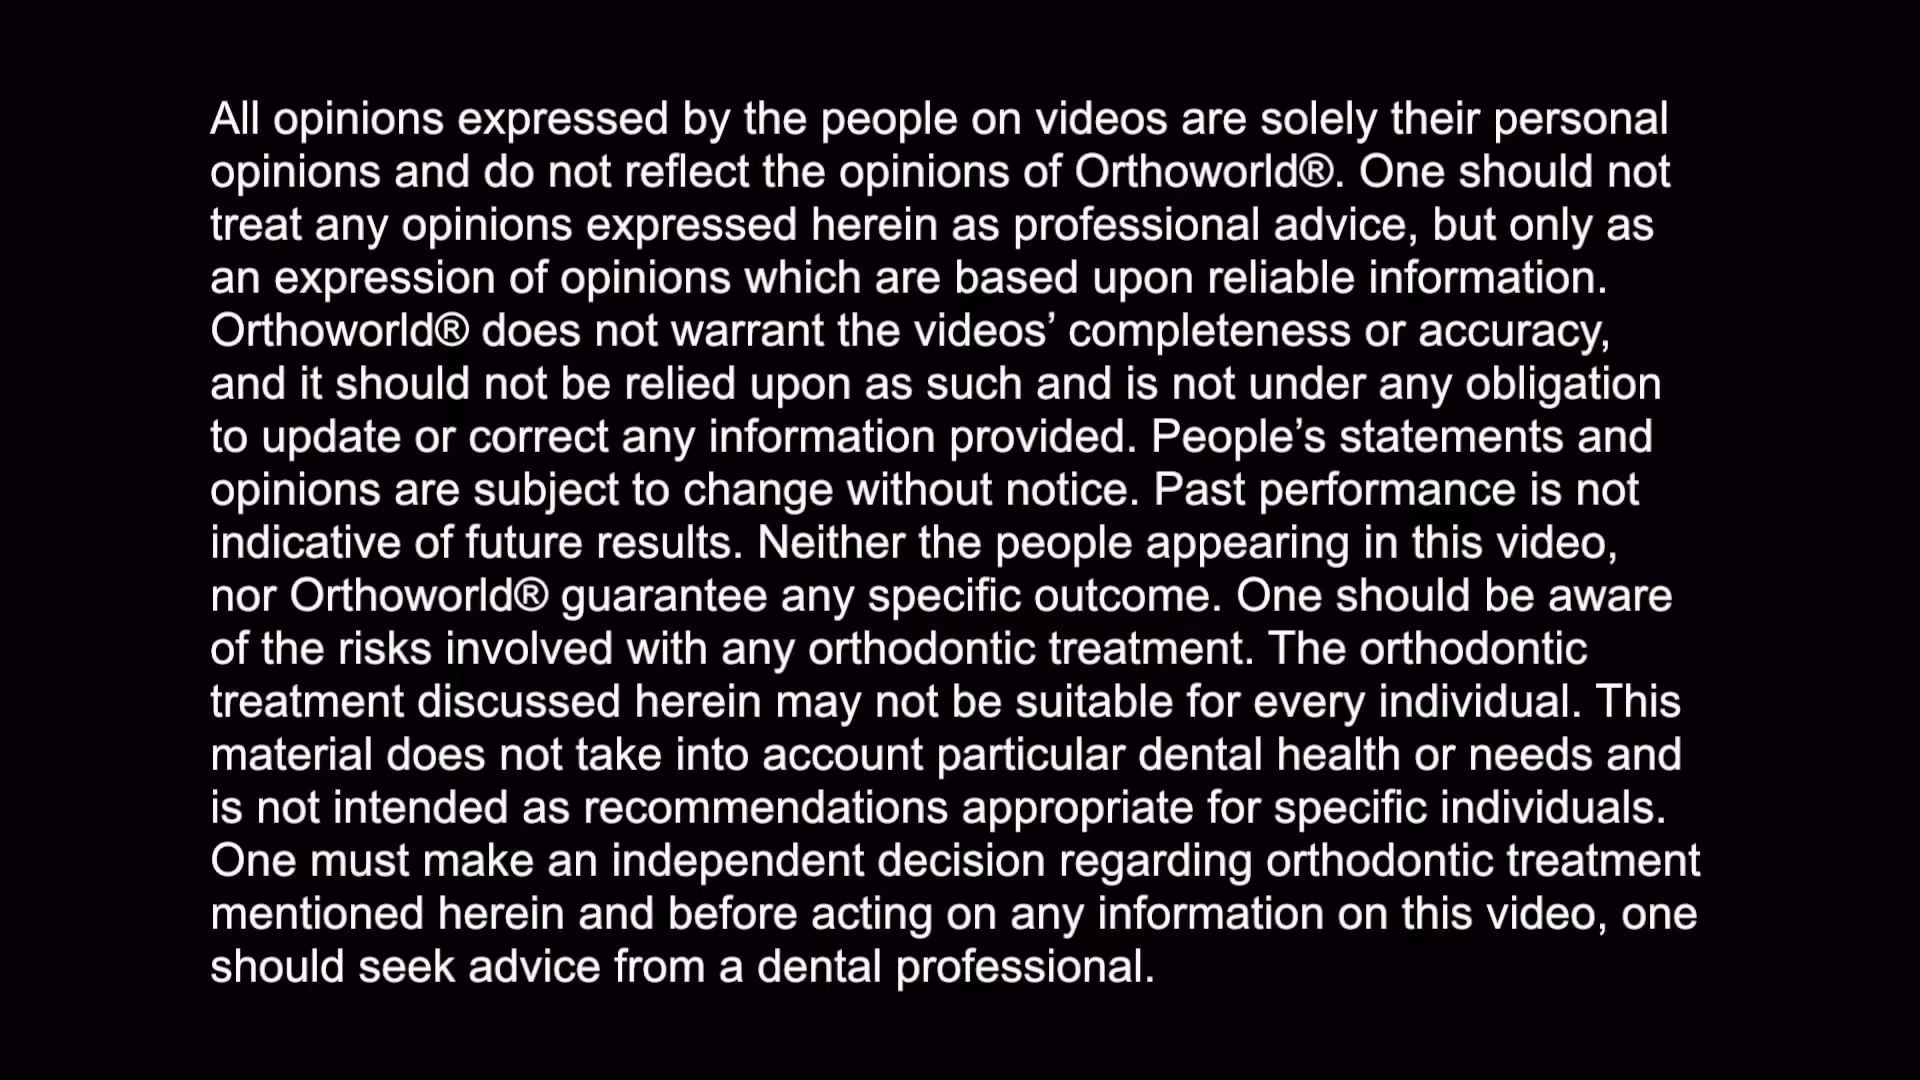 All opinions expressed by the people on videos are solely their personal
opinions and do not reflect the opinions of Orthoworld®. One should not
treat any opinions expressed herein as professional advice, but only as
an expression of opinions which are based upon reliable information.
Orthoworld® does not warrant the videos’ completeness or accuracy,
and it should not be relied upon as such and is not under any obligation
to update or correct any information provided. People’s statements and
opinions are subject to change without notice. Past performance is not
indicative of future results. Neither the people appearing in this video,
nor Orthoworld® guarantee any specific outcome. One should be aware
of the risks involved with any orthodontic treatment. The orthodontic
treatment discussed herein may not be suitable for every individual. This
material does not take into account particular dental health or needs and
is not intended as recommendations appropriate for specific individuals.
One must make an independent decision regarding orthodontic treatment
mentioned herein and before acting on any information on this video, one
should seek advice from a dental professional.